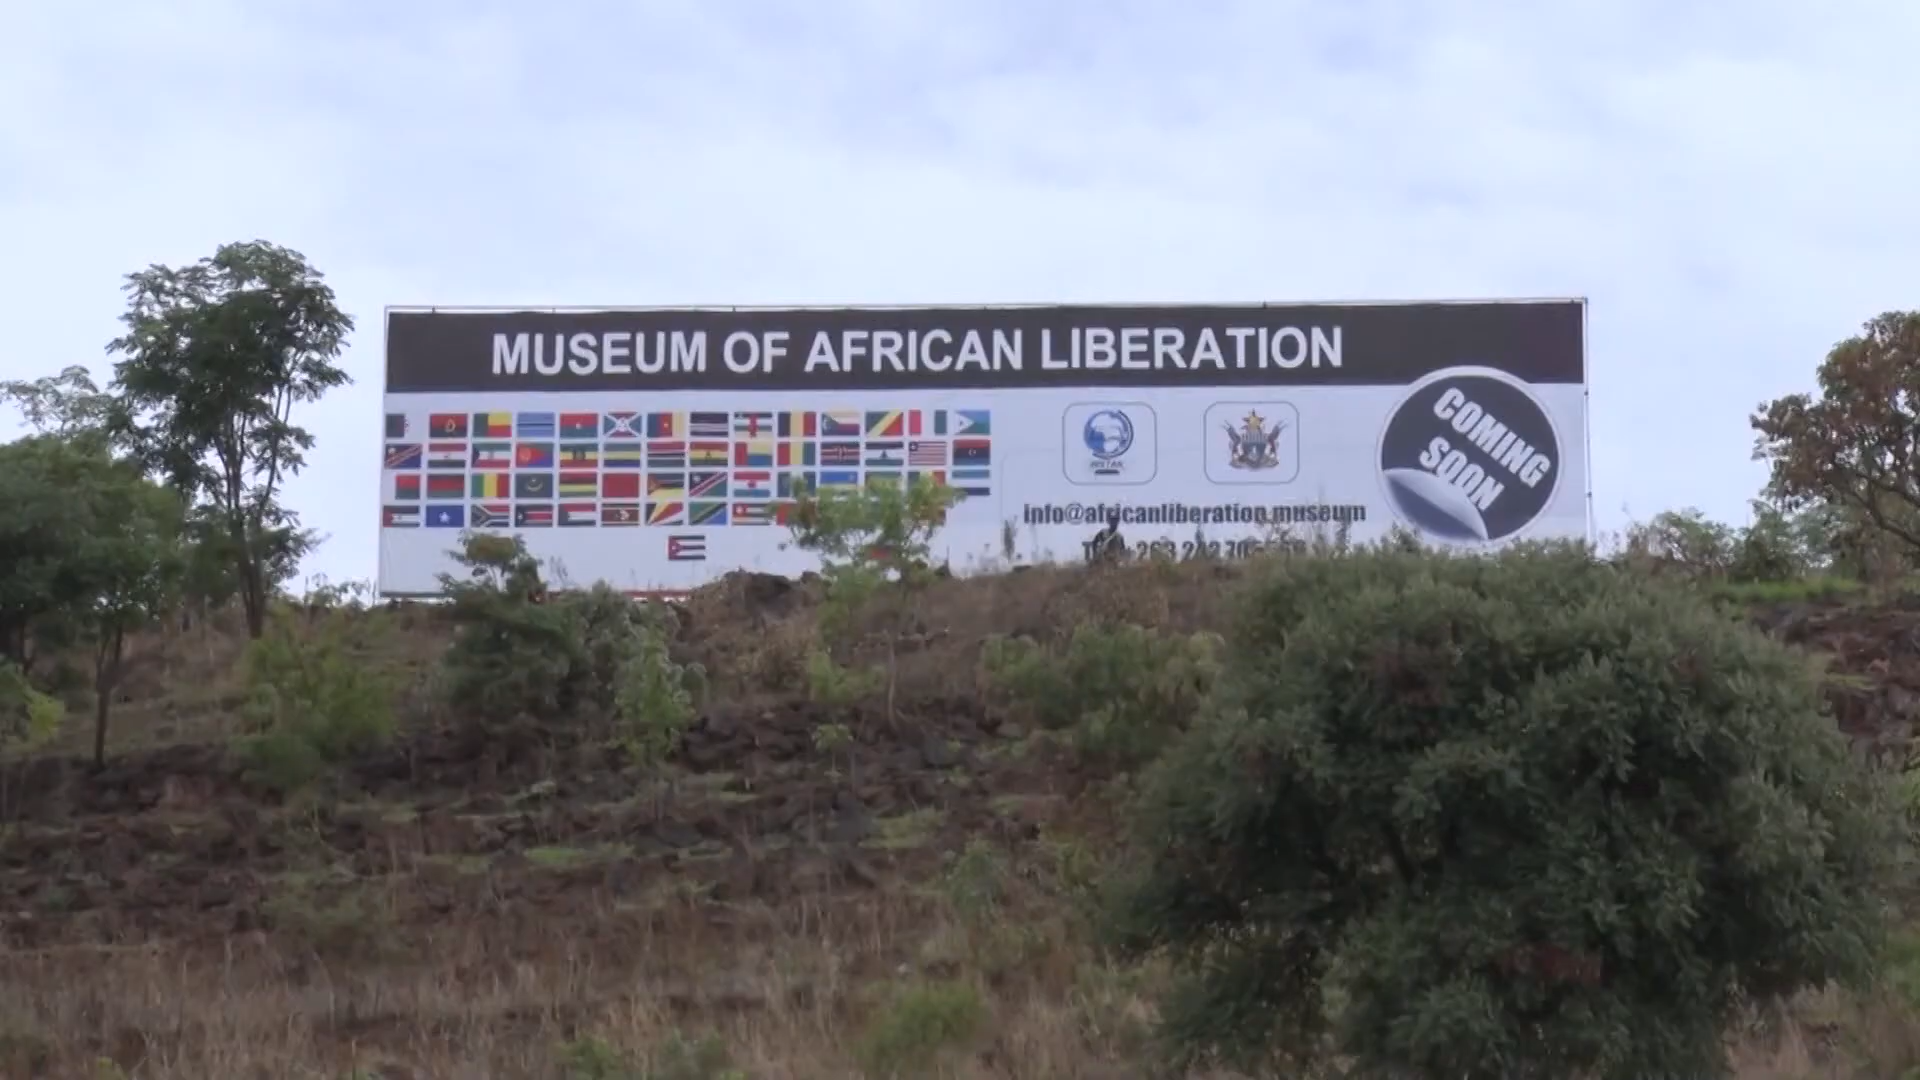 MUSEUM OF AFRICAN LIBERATION
COMING
SOON
info@africanliberation.museum